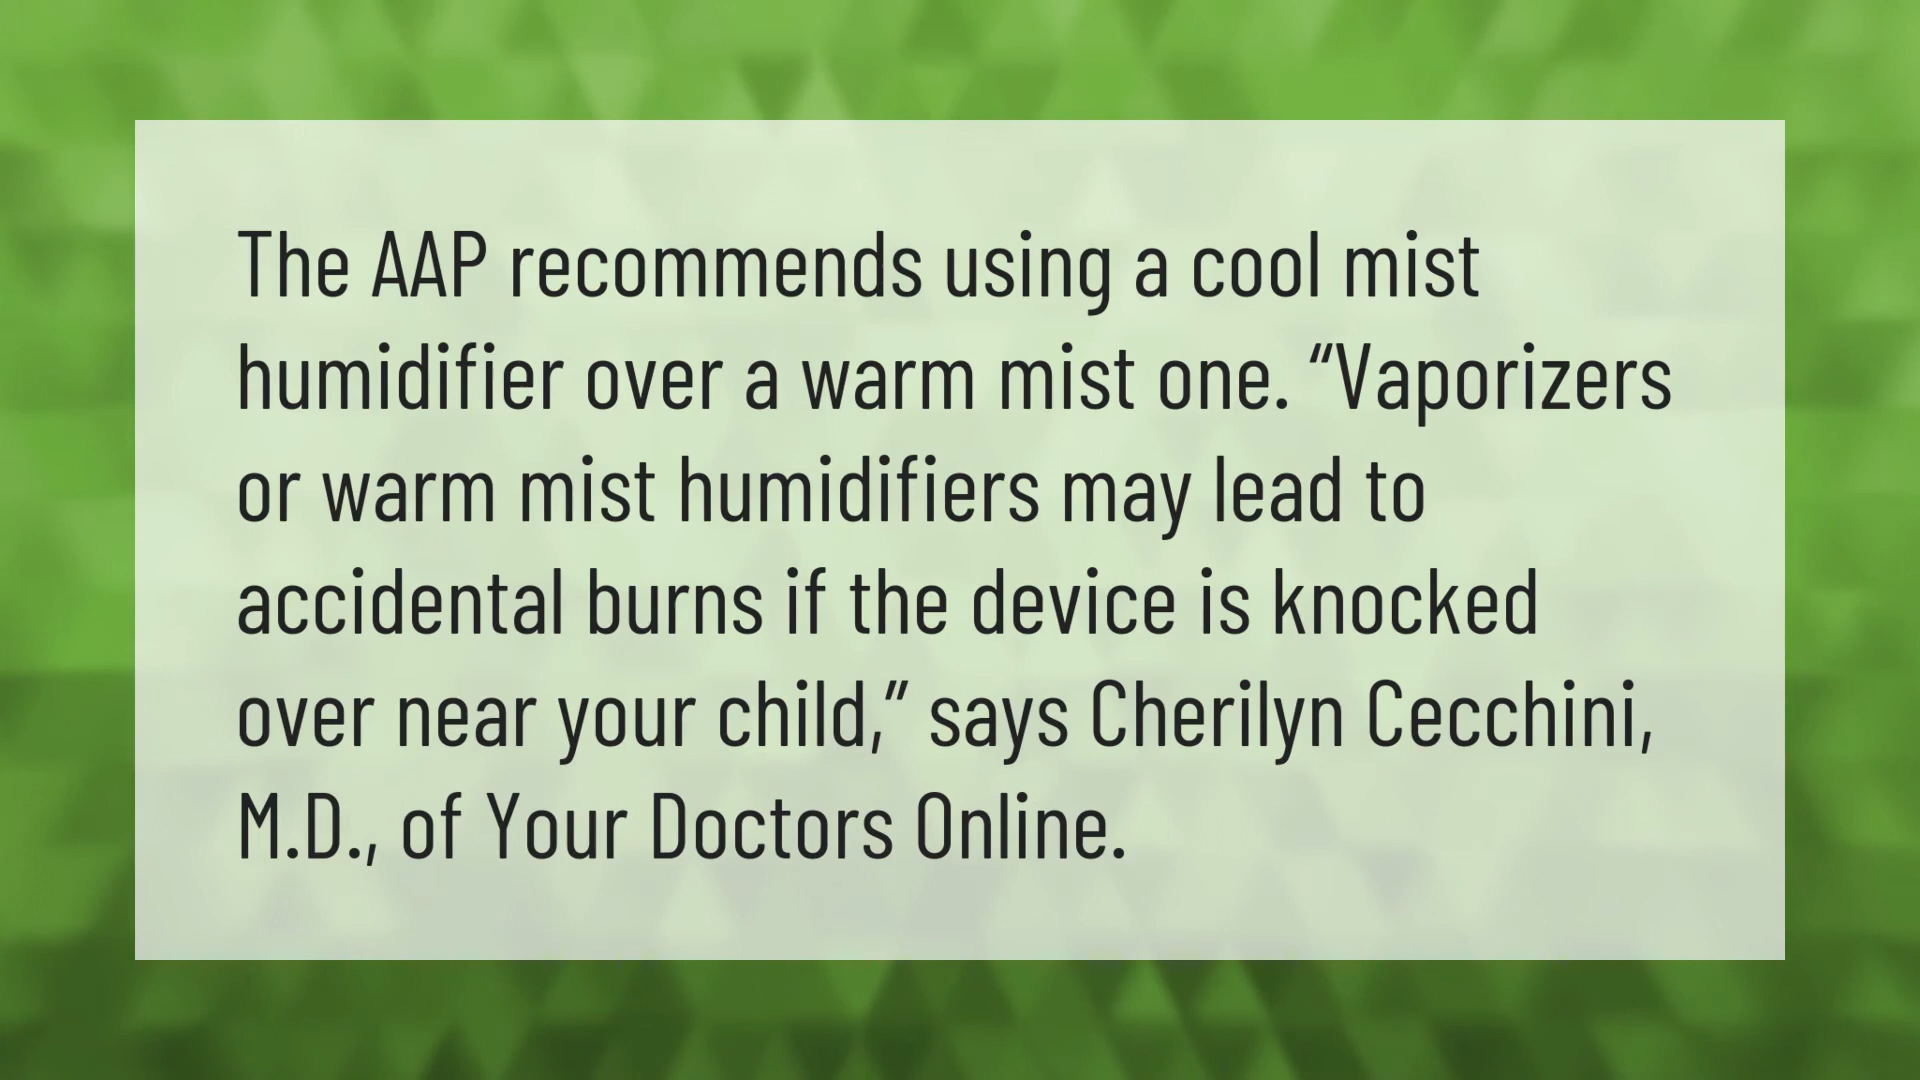 The AAP recommends using a cool mist
humidifier over a warm mist one. “Vaporizers
or warm mist humidifiers may lead to
accidental burns if the device is knocked
over near your child,” says Cherilyn Cecchini,
M.D., of Your Doctors Online.